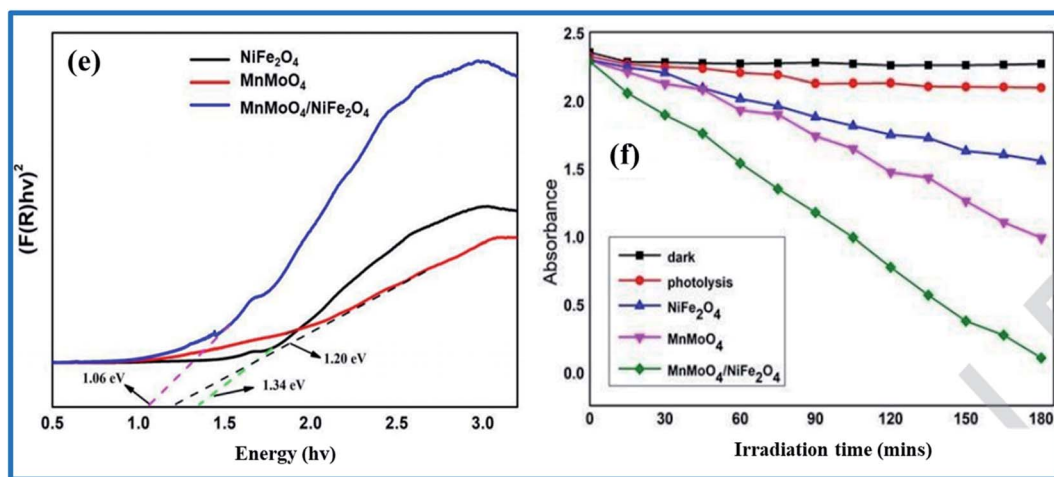 (e)
NiFe2O4
MnMoO4
MnMoO4/NiFe2O4
(F(R)hv)²
1.06 eV
1.34 eV
1.20 eV
0.5 1.0 1.5 2.0 2.5 3.0
Energy (hv)
(f)
2.5
2.0
1.5
1.0
0.5
0.0
Absorbance
dark
photolysis
NiFe2O4
MnMoO4
MnMoO4/NiFe2O4
0 30 60 90 120 150 180
Irradiation time (mins)